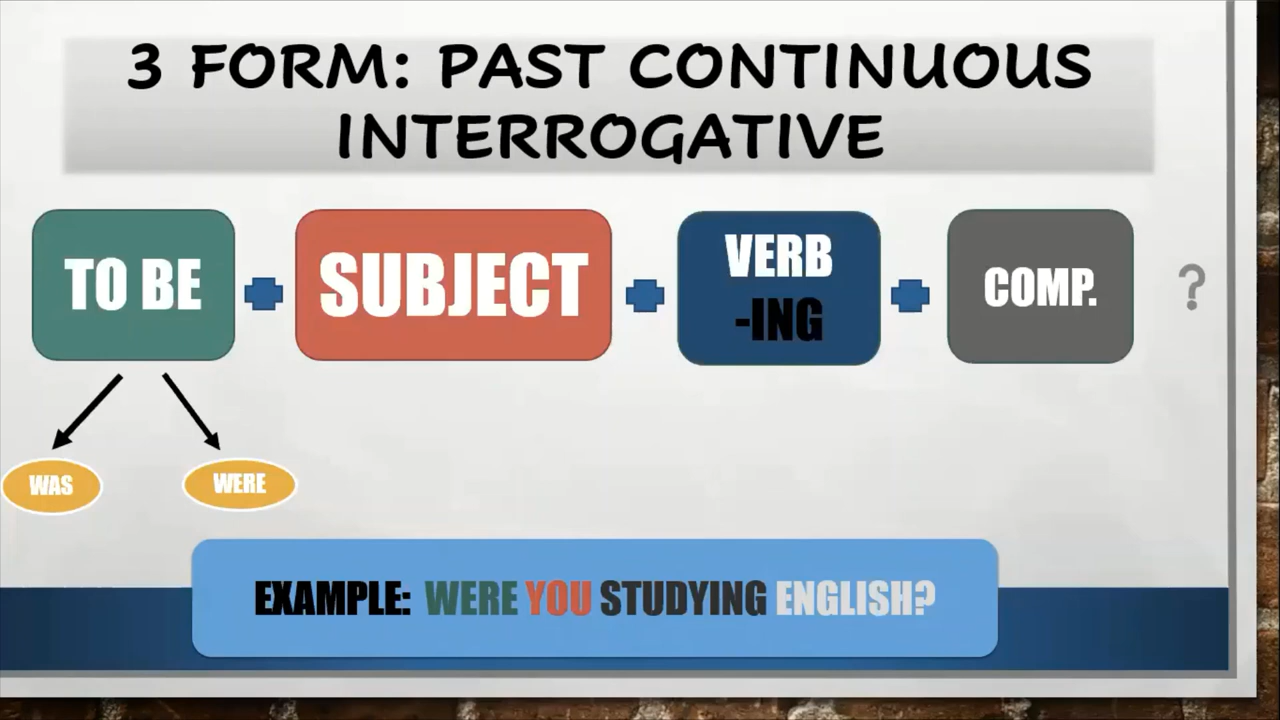 3 FORM: PAST CONTINUOUS
INTERROGATIVE
TO BE
SUBJECT
VERB
-ING
COMP.
?
WAS
WERE
EXAMPLE: WERE YOU STUDYING ENGLISH?